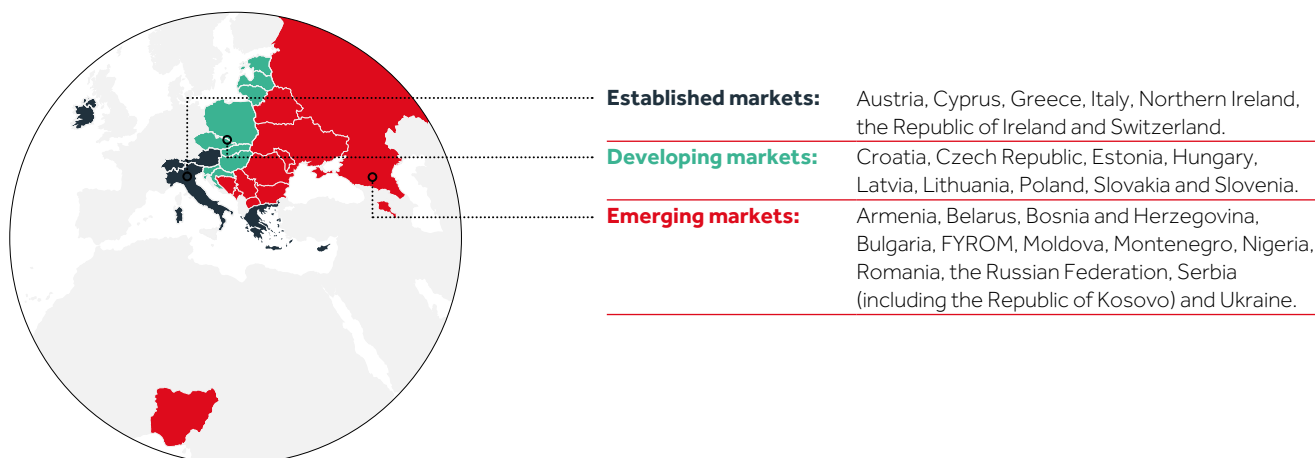 Established markets: Austria, Cyprus, Greece, Italy, Northern Ireland,
the Republic of Ireland and Switzerland.
Developing markets: Croatia, Czech Republic, Estonia, Hungary,
Latvia, Lithuania, Poland, Slovakia and Slovenia.
Emerging markets: Armenia, Belarus, Bosnia and Herzegovina,
Bulgaria, FYROM, Moldova, Montenegro, Nigeria,
Romania, the Russian Federation, Serbia
(including the Republic of Kosovo) and Ukraine.